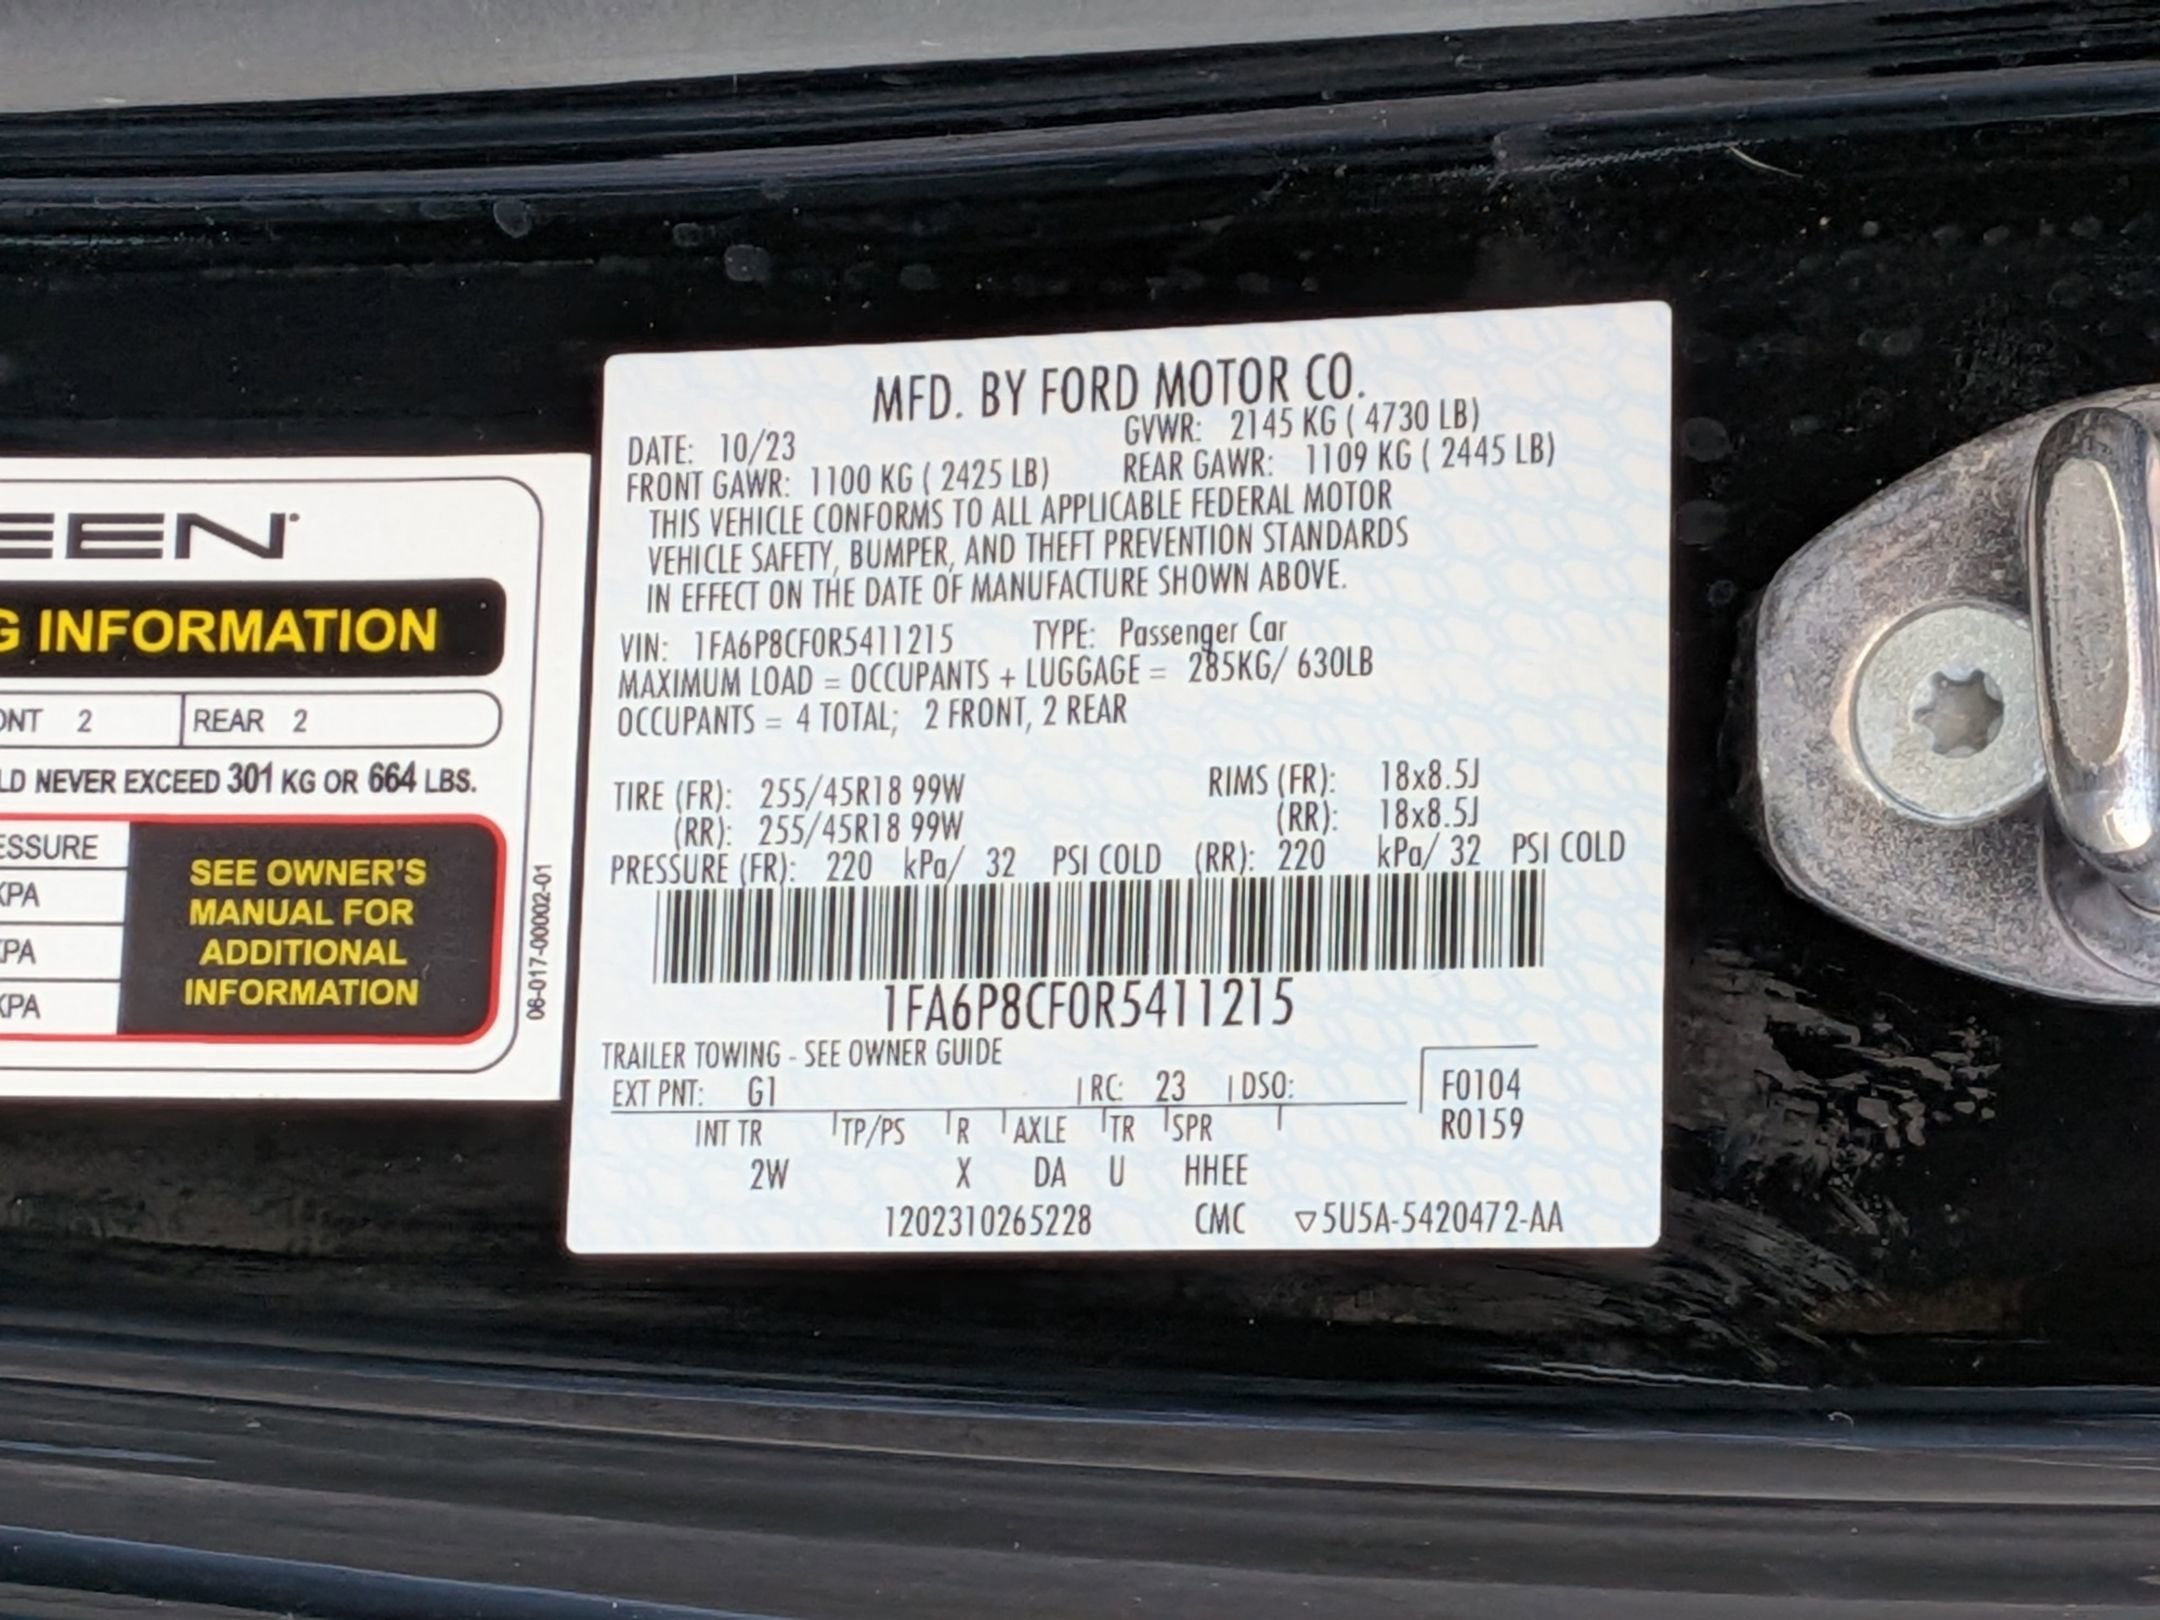 EEN
G INFORMATION
ONT 2 REAR 2
LD NEVER EXCEED 301 KG OR 664 LBS.
ESSURE
KPA
KPA
KPA
SEE OWNER'S
MANUAL FOR
ADDITIONAL
INFORMATION
06-017-00002-01
MFD. BY FORD MOTOR CO.
DATE: 10/23 GVWR: 2145 KG ( 4730 LB)
FRONT GAWR: 1100 KG ( 2425 LB) REAR GAWR: 1109 KG ( 2445 LB)
THIS VEHICLE CONFORMS TO ALL APPLICABLE FEDERAL MOTOR
VEHICLE SAFETY, BUMPER, AND THEFT PREVENTION STANDARDS
IN EFFECT ON THE DATE OF MANUFACTURE SHOWN ABOVE.
VIN: 1FA6P8CF0R5411215 TYPE: Passenger Car
MAXIMUM LOAD = OCCUPANTS + LUGGAGE = 285KG/ 630LB
OCCUPANTS = 4 TOTAL; 2 FRONT, 2 REAR
TIRE (FR): 255/45R18 99W RIMS (FR): 18x8.5J
(RR): 255/45R18 99W (RR): 18x8.5J
PRESSURE (FR): 220 kPa/ 32 PSI COLD (RR): 220 kPa/ 32 PSI COLD
1FA6P8CF0R5411215
TRAILER TOWING - SEE OWNER GUIDE
EXT PNT: G1 RC: 23 DSO: F0104
INT TR TP/PS R AXLE TR SPR R0159
2W X DA U HHEE
1202310265228 CMC ▽5U5A-5420472-AA